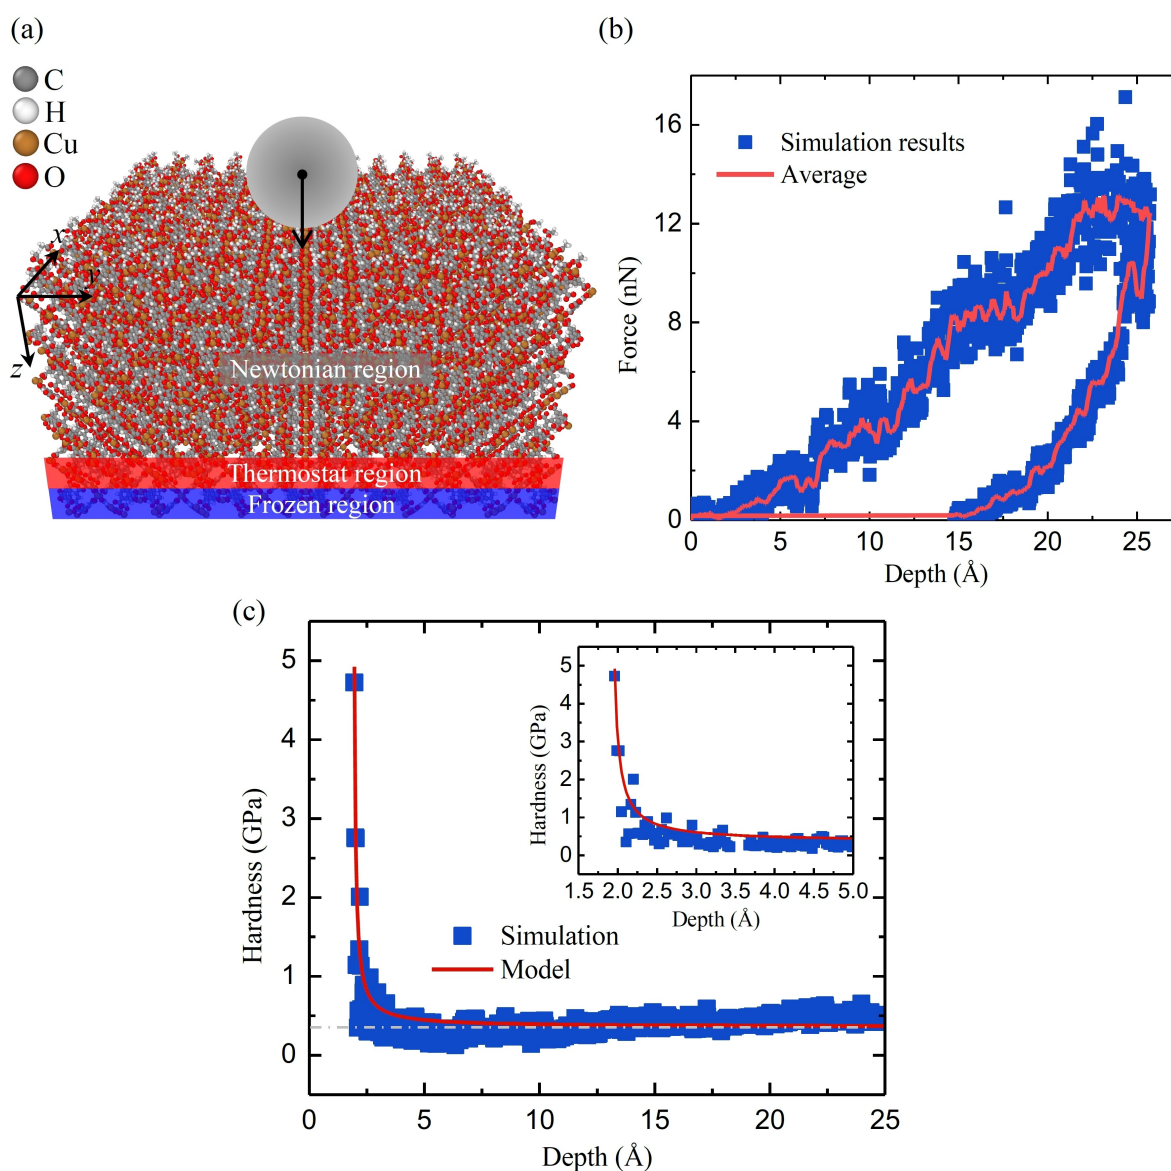 (a)
C
H
Cu
O
x
y
z
Newtonian region
Thermostat region
Frozen region
(b)
16
12
8
4
0
Force (nN)
Simulation results
Average
0 5 10 15 20 25
Depth (Å)
(c)
5
4
3
2
1
0
Hardness (GPa)
Simulation
Model
0 5 10 15 20 25
Depth (Å)
5
4
3
2
1
0
Hardness (GPa)
1.5 2.0 2.5 3.0 3.5 4.0 4.5 5.0
Depth (Å)